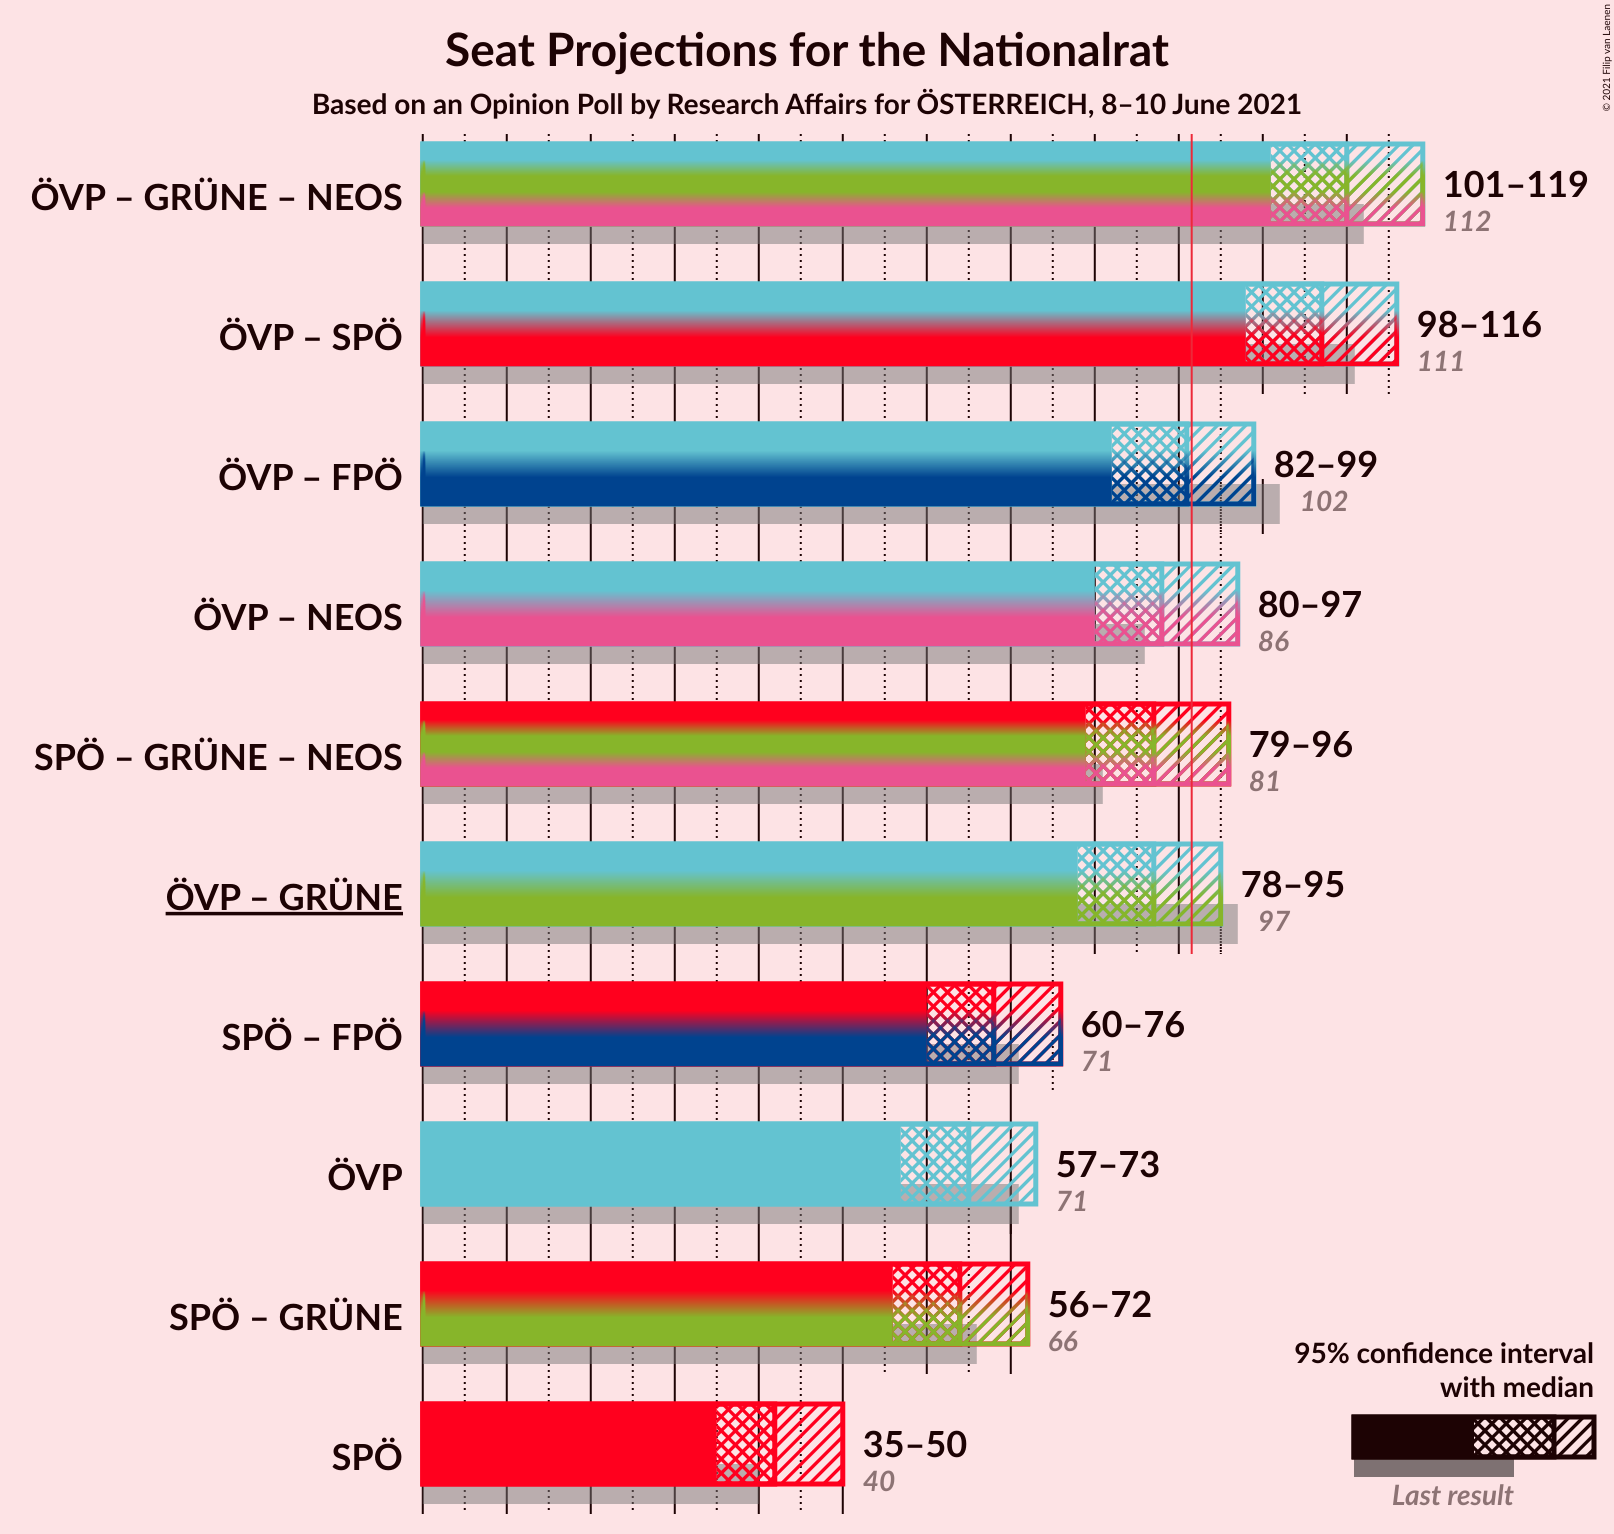 Seat Projections for the Nationalrat
Based on an Opinion Poll by Research Affairs for ÖSTERREICH, 8–10 June 2021
© 2021 Filip van Laenen
ÖVP – GRÜNE – NEOS
101–119
112
ÖVP – SPÖ
98–116
111
ÖVP – FPÖ
82–99
102
ÖVP – NEOS
80–97
86
SPÖ – GRÜNE – NEOS
79–96
81
ÖVP – GRÜNE
78–95
97
SPÖ – FPÖ
60–76
71
ÖVP
57–73
71
SPÖ – GRÜNE
56–72
66
SPÖ
35–50
40
95% confidence interval
with median
Last result